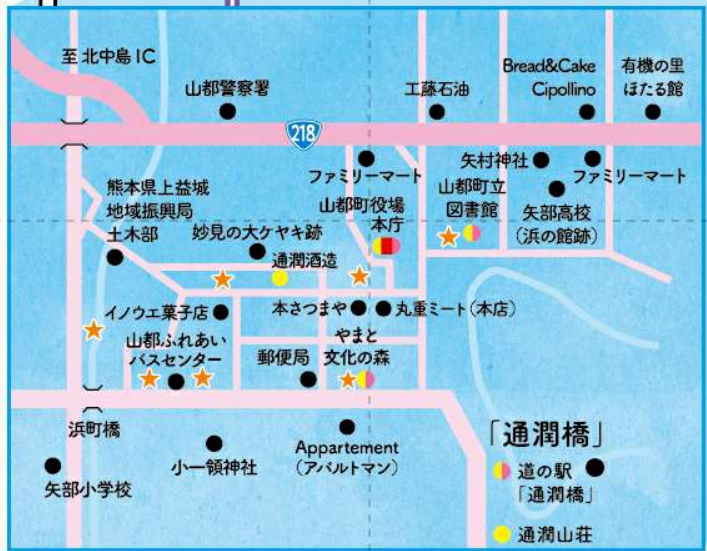 至 北中島IC
山都警察署
工藤石油
Bread&Cake
Cipollino
有機の里
ほたる館
218
ファミリーマート
矢村神社
ファミリーマート
熊本県上益城
地域振興局
土木部
山都町役場
本庁
山都町立
図書館
矢部高校
（浜の館跡）
妙見の大ケヤキ跡
通潤酒造
イノウエ菓子店
本さつまや
丸重ミート（本店）
山都ふれあい
バスセンター
郵便局
やまと
文化の森
浜町橋
矢部小学校
小一領神社
Appartement
（アパルトマン）
「通潤橋」
道の駅
「通潤橋」
通潤山荘